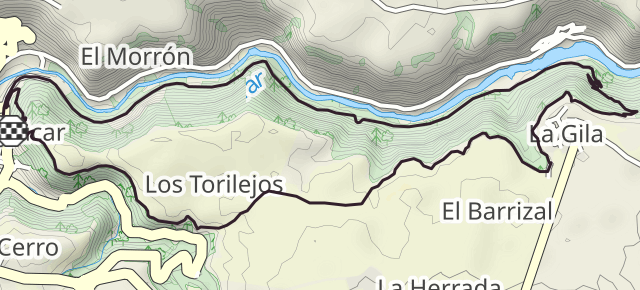 El Morrón
ar
car
La Gila
Los Torilejos
El Barrizal
Cerro
La Herrada